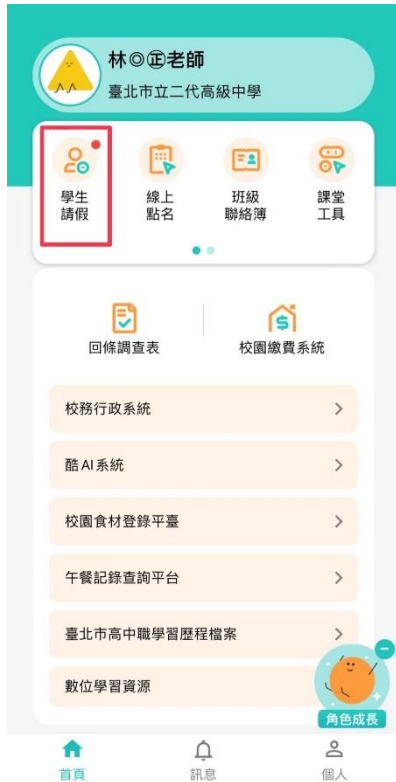 林◎㊣老師
臺北市立二代高級中學
學生
請假
線上
點名
班級
聯絡簿
課堂
工具
回條調查表
校園繳費系統
校務行政系統
酷AI系統
校園食材登錄平臺
午餐記錄查詢平台
臺北市高中職學習歷程檔案
數位學習資源
角色成長
首頁
訊息
個人